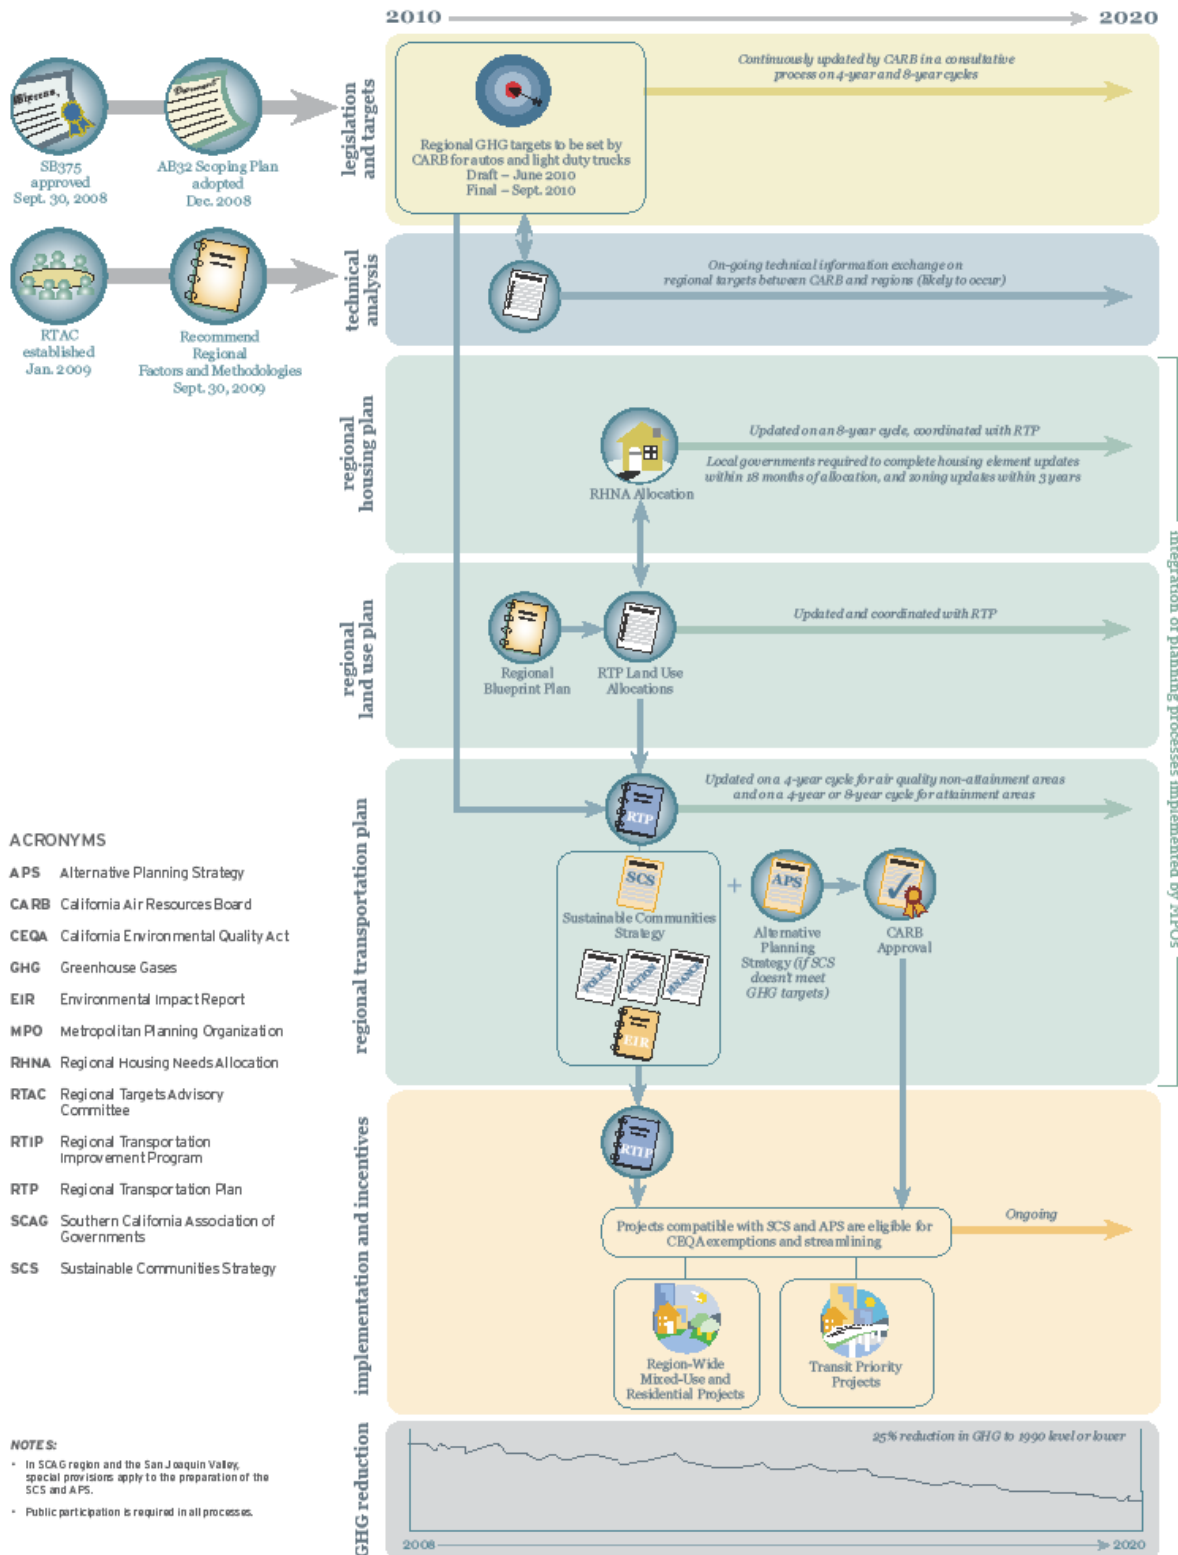 2010
2020
SB375
approved
Sept. 30, 2008
AB32 Scoping Plan
adopted
Dec. 2008
legislation
and targets
Regional GHG targets to be set by
CARB for autos and light duty trucks
Draft – June 2010
Final – Sept. 2010
Continuously updated by CARB in a consultative
process on 4-year and 8-year cycles
RTAC
established
Jan. 2009
Recommend
Regional
Factors and Methodologies
Sept. 30, 2009
technical
analysis
On-going technical information exchange on
regional targets between CARB and regions (likely to occur)
regional
housing plan
RHNA Allocation
Updated on an 8-year cycle, coordinated with RTP
Local governments required to complete housing element updates
within 18 months of allocation, and zoning updates within 3 years
regional
land use plan
Regional
Blueprint Plan
RTP Land Use
Allocations
Updated and coordinated with RTP
integration of planning processes implemented by MPOs
regional transportation plan
RTP
Updated on a 4-year cycle for air quality non-attainment areas
and on a 4-year or 8-year cycle for attainment areas
SCS
Sustainable Communities
Strategy
POLICY
ACTION
FINANCE
EIR
+
APS
Alternative
Planning
Strategy (if SCS
doesn't meet
GHG targets)
CARB
Approval
implementation and incentives
RTIP
Projects compatible with SCS and APS are eligible for
CEQA exemptions and streamlining
Ongoing
Region-Wide
Mixed-Use and
Residential Projects
Transit Priority
Projects
GHG reduction
25% reduction in GHG to 1990 level or lower
2008
2020
ACRONYMS
APS Alternative Planning Strategy
CARB California Air Resources Board
CEQA California Environmental Quality Act
GHG Greenhouse Gases
EIR Environmental Impact Report
MPO Metropolitan Planning Organization
RHNA Regional Housing Needs Allocation
RTAC Regional Targets Advisory
Committee
RTIP Regional Transportation
Improvement Program
RTP Regional Transportation Plan
SCAG Southern California Association of
Governments
SCS Sustainable Communities Strategy
NOTES:
• In SCAG region and the San Joaquin Valley,
special provisions apply to the preparation of the
SCS and APS.
• Public participation is required in all processes.